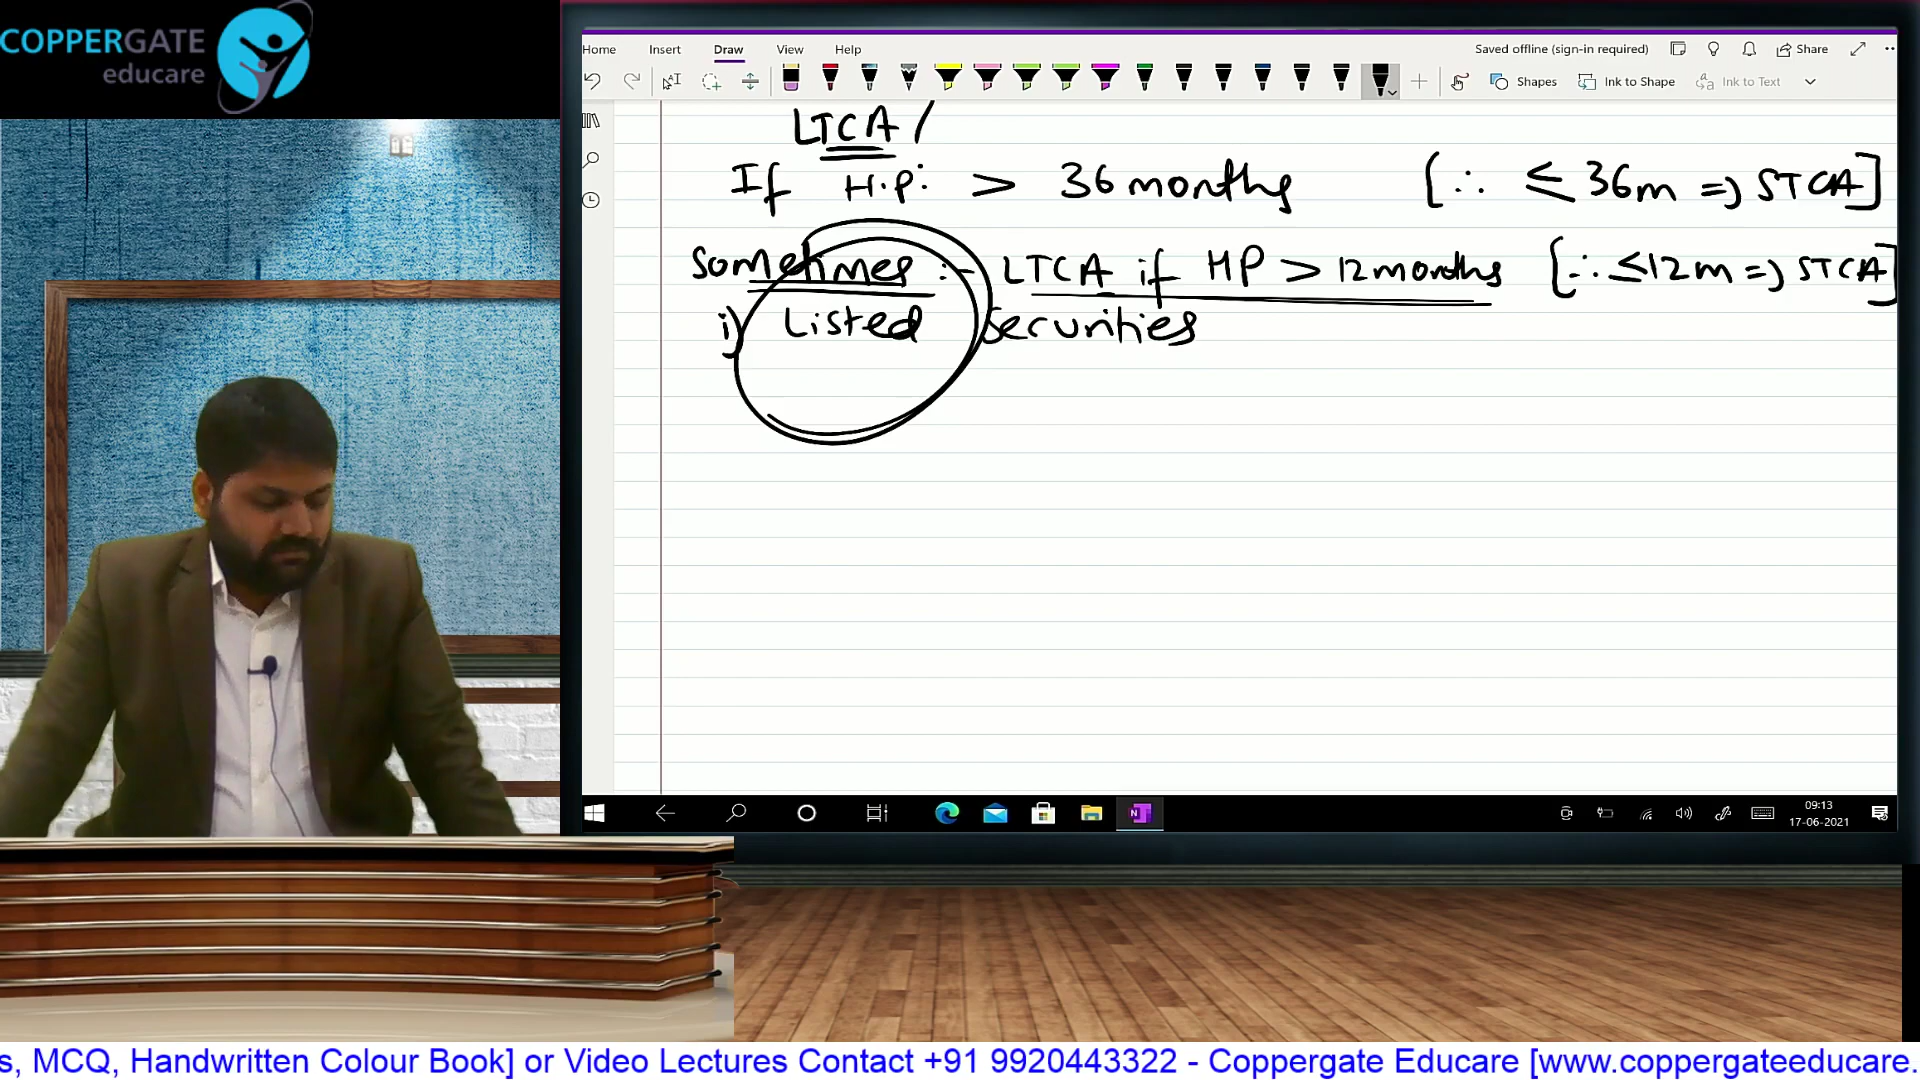 COPPERGATE
educare
Home Insert Draw View Help
Saved offline (sign-in required) Share
Shapes Ink to Shape Ink to Text
LTCA /
If H.P. > 36 months [∴ ≤ 36m => STCA]
Sometimes :- LTCA if HP > 12 months [∴ ≤12m => STCA]
i) Listed Securities
09:13
17-06-2021
s, MCQ, Handwritten Colour Book] or Video Lectures Contact +91 9920443322 - Coppergate Educare [www.coppergateeducare.